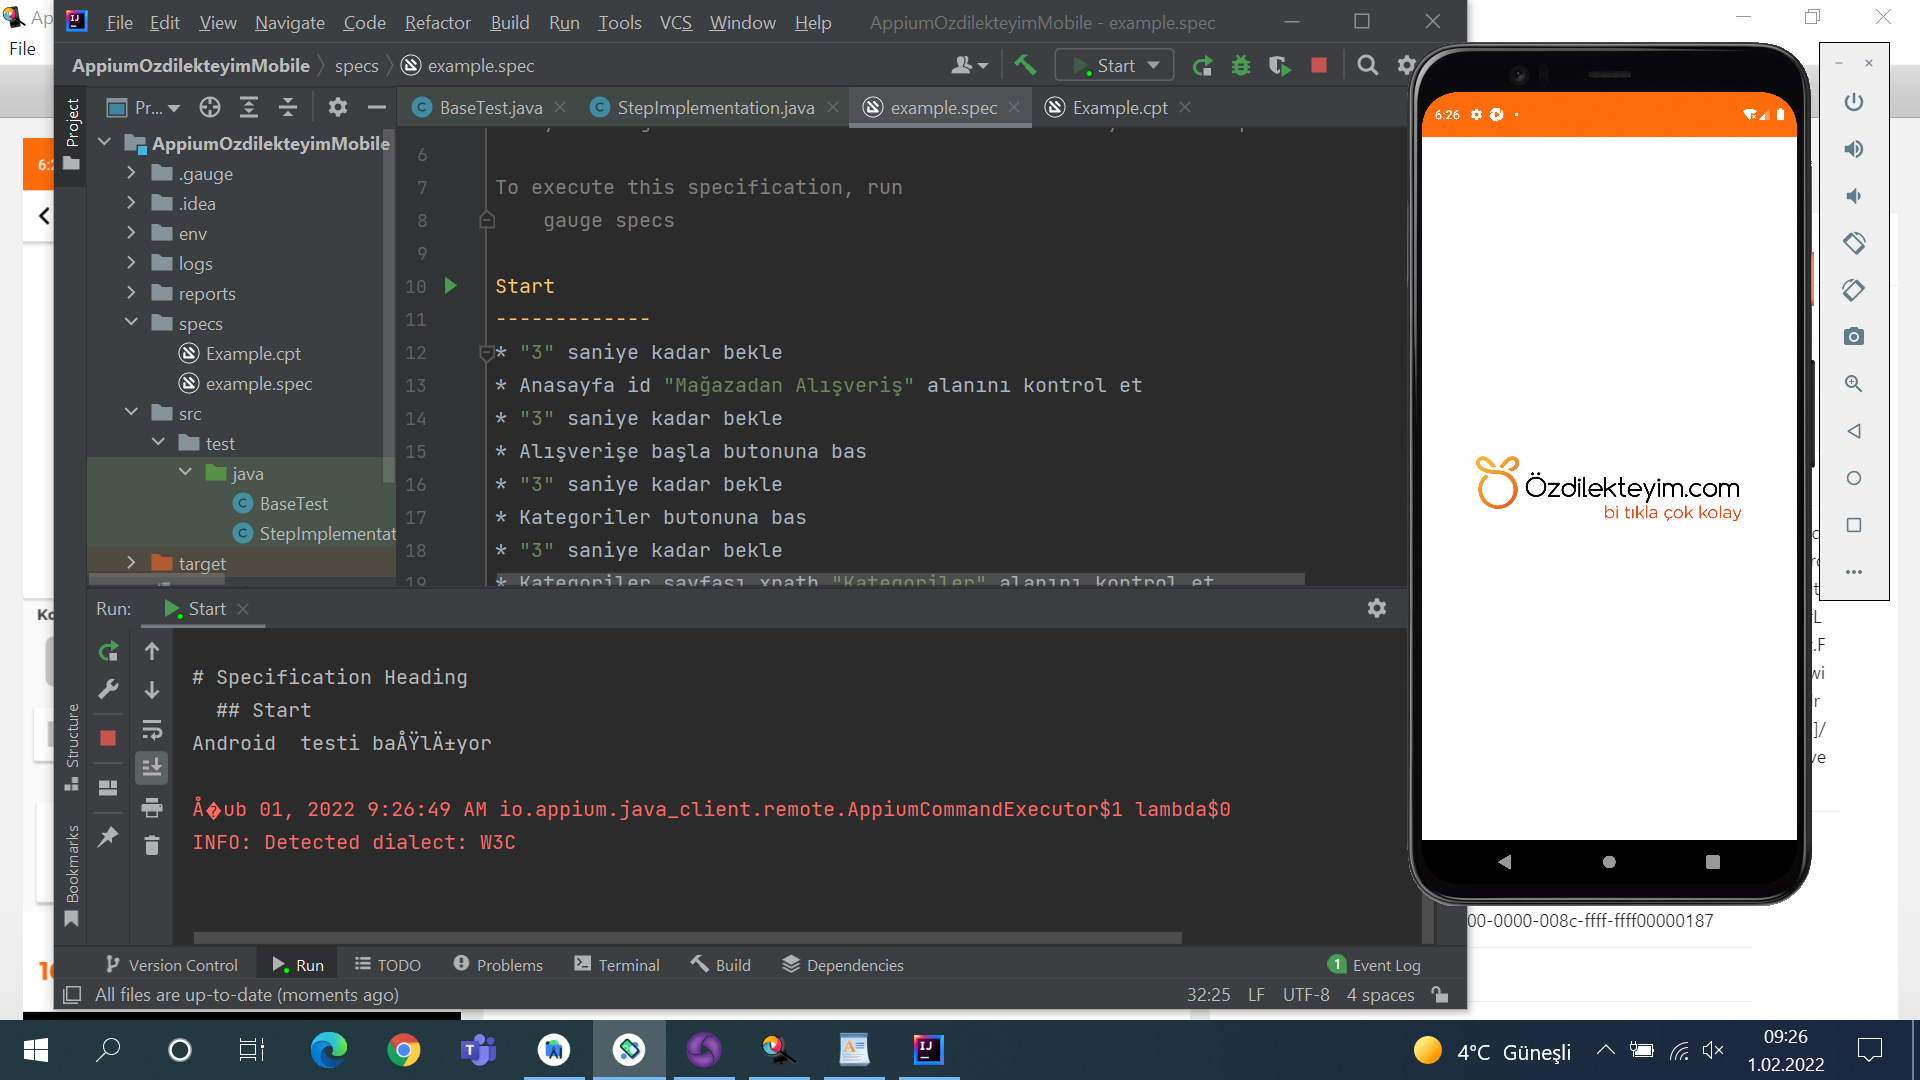 File Edit View Navigate Code Refactor Build Run Tools VCS Window Help AppiumOzdilekteyimMobile - example.spec
File
AppiumOzdilekteyimMobile specs example.spec Start
Project
Pr... BaseTest.java StepImplementation.java example.spec Example.cpt
AppiumOzdilekteyimMobile
.gauge
.idea
env
logs
reports
specs
Example.cpt
example.spec
src
test
java
BaseTest
StepImplementat
target
6
7 To execute this specification, run
8 gauge specs
9
10 Start
11 -------------
12 * "3" saniye kadar bekle
13 * Anasayfa id "Mağazadan Alışveriş" alanını kontrol et
14 * "3" saniye kadar bekle
15 * Alışverişe başla butonuna bas
16 * "3" saniye kadar bekle
17 * Kategoriler butonuna bas
18 * "3" saniye kadar bekle
19 * Kategoriler sayfası xpath "Kategoriler" alanını kontrol et
Run: Start
# Specification Heading
## Start
Android  testi baÅŸlÄ±yor
Å�ub 01, 2022 9:26:49 AM io.appium.java_client.remote.AppiumCommandExecutor$1 lambda$0
INFO: Detected dialect: W3C
Structure
Bookmarks
Version Control Run TODO Problems Terminal Build Dependencies 1 Event Log
All files are up-to-date (moments ago) 32:25 LF UTF-8 4 spaces
6:26
Özdilekteyim.com
bi tıkla çok kolay
00-0000-008c-ffff-ffff00000187
4°C Güneşli
09:26
1.02.2022